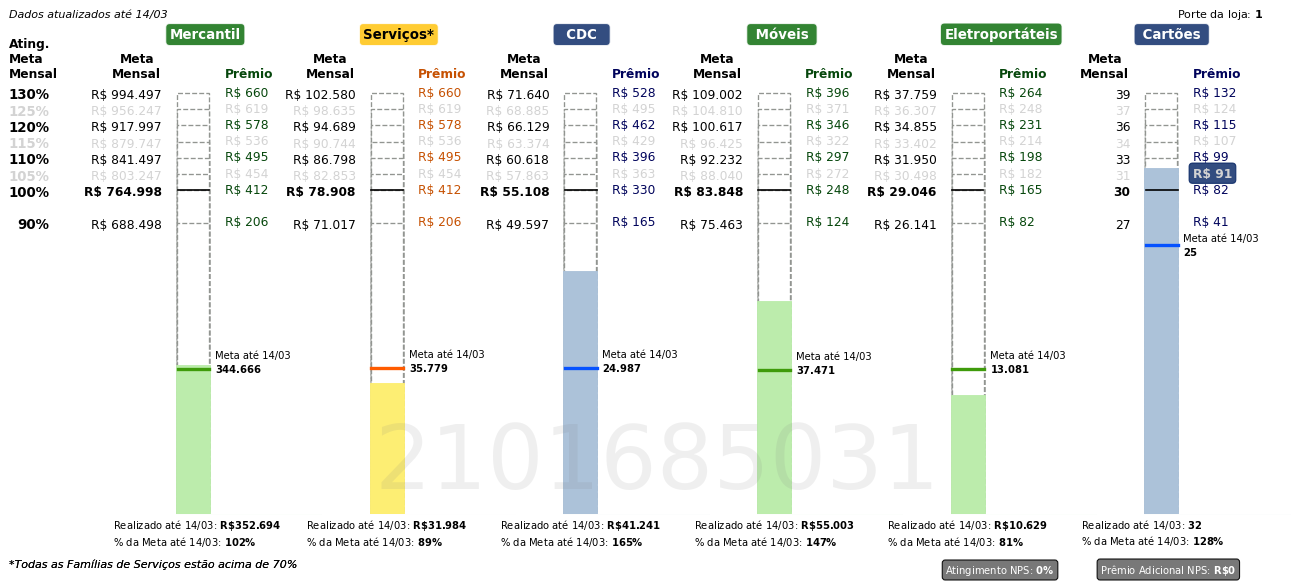 Dados atualizados até 14/03
Porte da loja: 1
Mercantil Serviços* CDC Móveis Eletroportáteis Cartões
Ating. Meta Mensal
Meta Mensal Prêmio Meta Mensal Prêmio Meta Mensal Prêmio Meta Mensal Prêmio Meta Mensal Prêmio Meta Mensal Prêmio
130% R$ 994.497 R$ 660 R$ 102.580 R$ 660 R$ 71.640 R$ 528 R$ 109.002 R$ 396 R$ 37.759 R$ 264 39 R$ 132
125% R$ 956.247 R$ 619 R$ 98.635 R$ 619 R$ 68.885 R$ 495 R$ 104.810 R$ 371 R$ 36.307 R$ 248 37 R$ 124
120% R$ 917.997 R$ 578 R$ 94.689 R$ 578 R$ 66.129 R$ 462 R$ 100.617 R$ 346 R$ 34.855 R$ 231 36 R$ 115
115% R$ 879.747 R$ 536 R$ 90.744 R$ 536 R$ 63.374 R$ 429 R$ 96.425 R$ 322 R$ 33.402 R$ 214 34 R$ 107
110% R$ 841.497 R$ 495 R$ 86.798 R$ 495 R$ 60.618 R$ 396 R$ 92.232 R$ 297 R$ 31.950 R$ 198 33 R$ 99
105% R$ 803.247 R$ 454 R$ 82.853 R$ 454 R$ 57.863 R$ 363 R$ 88.040 R$ 272 R$ 30.498 R$ 182 31 R$ 91
100% R$ 764.998 R$ 412 R$ 78.908 R$ 412 R$ 55.108 R$ 330 R$ 83.848 R$ 248 R$ 29.046 R$ 165 30 R$ 82
90% R$ 688.498 R$ 206 R$ 71.017 R$ 206 R$ 49.597 R$ 165 R$ 75.463 R$ 124 R$ 26.141 R$ 82 27 R$ 41
Meta até 14/03
25
Meta até 14/03 Meta até 14/03 Meta até 14/03 Meta até 14/03 Meta até 14/03
344.666 35.779 24.987 37.471 13.081
2101685031
Realizado até 14/03: R$352.694 Realizado até 14/03: R$31.984 Realizado até 14/03: R$41.241 Realizado até 14/03: R$55.003 Realizado até 14/03: R$10.629 Realizado até 14/03: 32
% da Meta até 14/03: 102% % da Meta até 14/03: 89% % da Meta até 14/03: 165% % da Meta até 14/03: 147% % da Meta até 14/03: 81% % da Meta até 14/03: 128%
*Todas as Famílias de Serviços estão acima de 70%
Atingimento NPS: 0% Prêmio Adicional NPS: R$0